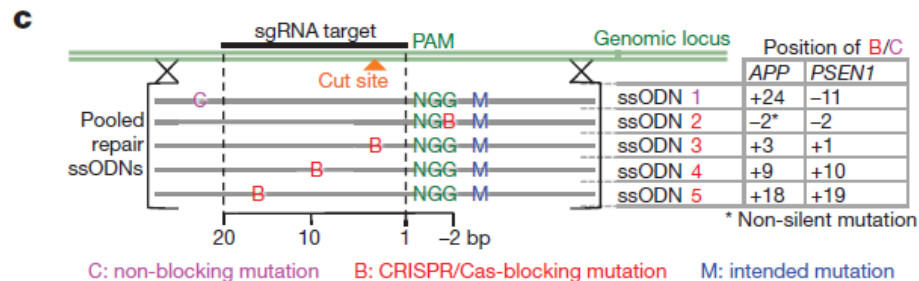 c
sgRNA target
PAM
Genomic locus
Position of B/C
Cut site
APP PSEN1
C
NGG M
ssODN 1 +24 –11
Pooled
repair
ssODNs
NGB M
ssODN 2 –2* –2
B NGG M
ssODN 3 +3 +1
B NGG M
ssODN 4 +9 +10
B NGG M
ssODN 5 +18 +19
* Non-silent mutation
20 10 1 –2 bp
C: non-blocking mutation B: CRISPR/Cas-blocking mutation M: intended mutation